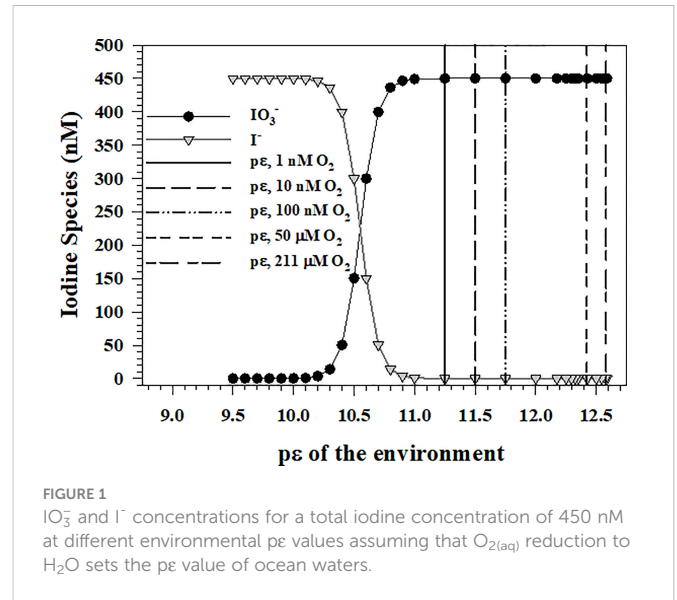 500
450
400
350
300
250
200
150
100
50
0
Iodine Species (nM)
IO₃⁻
I⁻
pε, 1 nM O₂
pε, 10 nM O₂
pε, 100 nM O₂
pε, 50 μM O₂
pε, 211 μM O₂
9.0 9.5 10.0 10.5 11.0 11.5 12.0 12.5
pε of the environment
FIGURE 1
IO₃⁻ and I⁻ concentrations for a total iodine concentration of 450 nM
at different environmental pε values assuming that O₂₍aq₎ reduction to
H₂O sets the pε value of ocean waters.